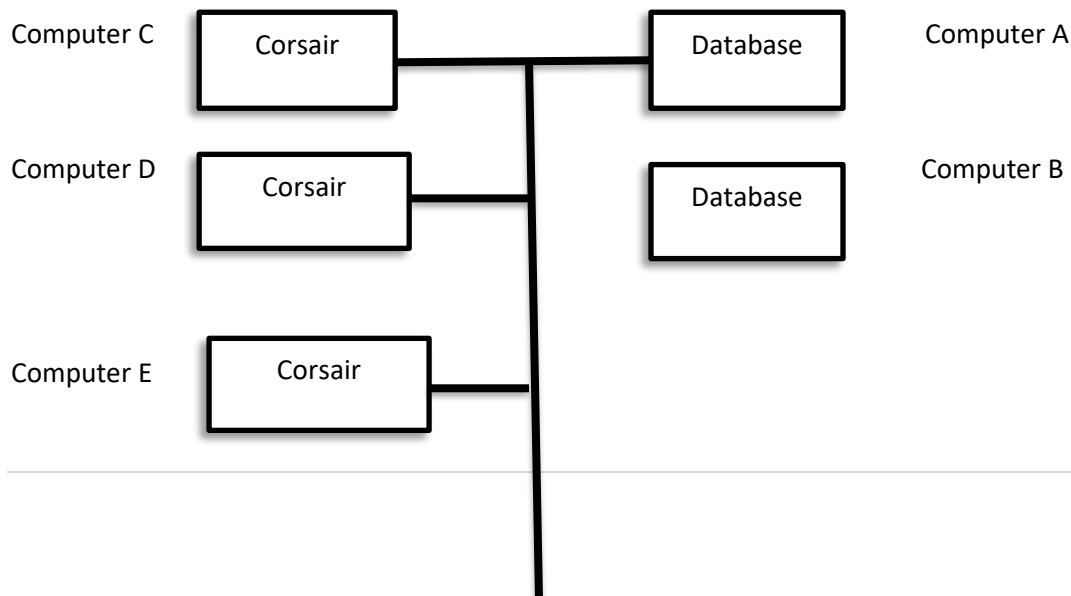 Computer C
Corsair
Database
Computer A
Computer D
Corsair
Database
Computer B
Computer E
Corsair